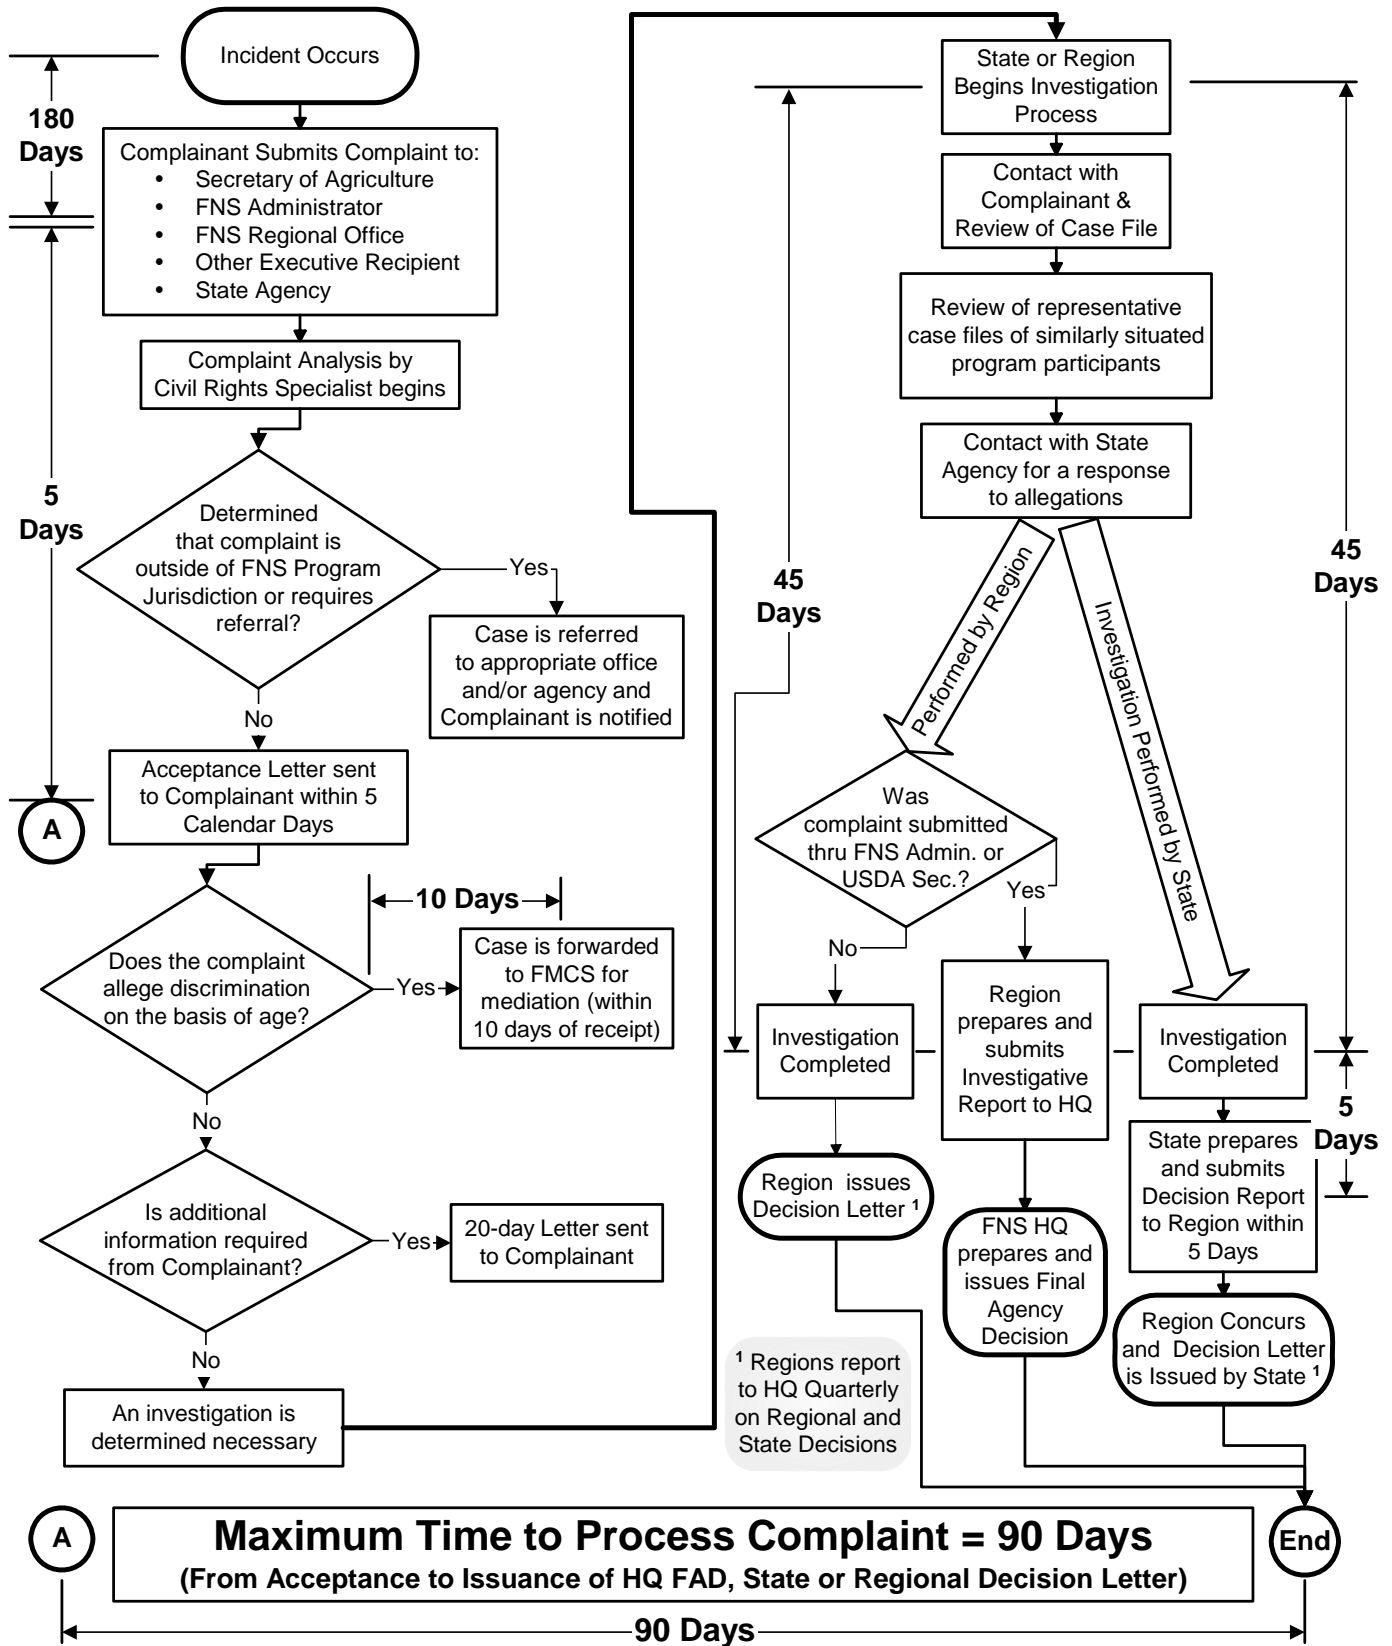 Incident Occurs
180
Days
Complainant Submits Complaint to:
• Secretary of Agriculture
• FNS Administrator
• FNS Regional Office
• Other Executive Recipient
• State Agency
Complaint Analysis by
Civil Rights Specialist begins
5
Days
Determined
that complaint is
outside of FNS Program
Jurisdiction or requires
referral?
Yes
Case is referred
to appropriate office
and/or agency and
Complainant is notified
No
Acceptance Letter sent
to Complainant within 5
Calendar Days
A
Does the complaint
allege discrimination
on the basis of age?
10 Days
Yes
Case is forwarded
to FMCS for
mediation (within
10 days of receipt)
No
Is additional
information required
from Complainant?
Yes
20-day Letter sent
to Complainant
No
An investigation is
determined necessary
State or Region
Begins Investigation
Process
Contact with
Complainant &
Review of Case File
Review of representative
case files of similarly situated
program participants
Contact with State
Agency for a response
to allegations
45
Days
45
Days
Performed by Region
Investigation Performed by State
Was
complaint submitted
thru FNS Admin. or
USDA Sec.?
Yes
No
Investigation
Completed
Region
prepares and
submits
Investigative
Report to HQ
Investigation
Completed
5
Days
Region issues
Decision Letter ¹
FNS HQ
prepares and
issues Final
Agency
Decision
State prepares
and submits
Decision Report
to Region within
5 Days
Region Concurs
and Decision Letter
is Issued by State ¹
¹ Regions report
to HQ Quarterly
on Regional and
State Decisions
A
Maximum Time to Process Complaint = 90 Days
(From Acceptance to Issuance of HQ FAD, State or Regional Decision Letter)
End
90 Days